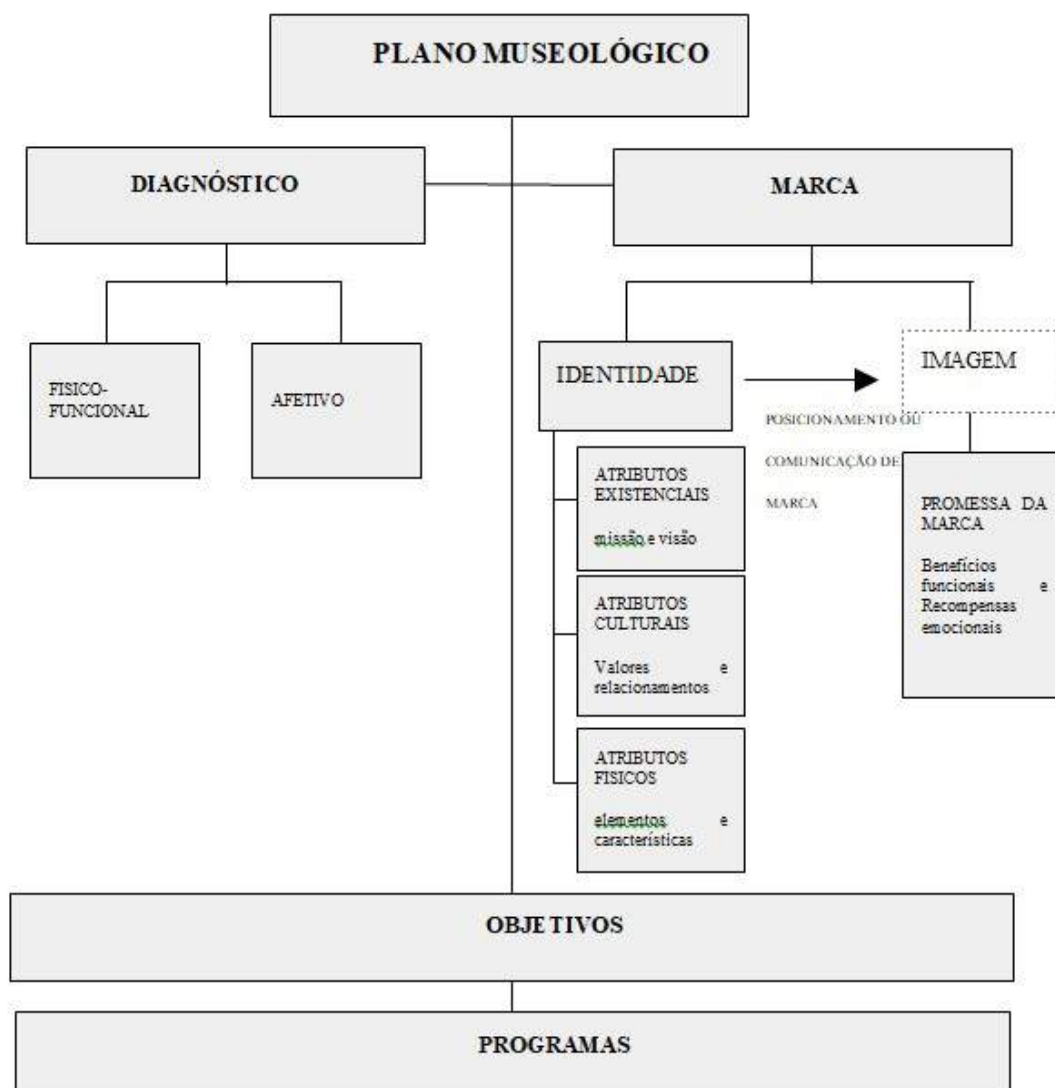 PLANO MUSEOLÓGICO
DIAGNÓSTICO
MARCA
FISICO-
FUNCIONAL
AFETIVO
IDENTIDADE
IMAGEM
POSICIONAMENTO OU
COMUNICAÇÃO DE
MARCA
ATRIBUTOS
EXISTENCIAIS
missão e visão
ATRIBUTOS
CULTURAIS
Valores e
relacionamentos
ATRIBUTOS
FISICOS
elementos e
características
PROMESSA DA
MARCA
Benefícios
funcionais e
Recompensas
emocionais
OBJETIVOS
PROGRAMAS